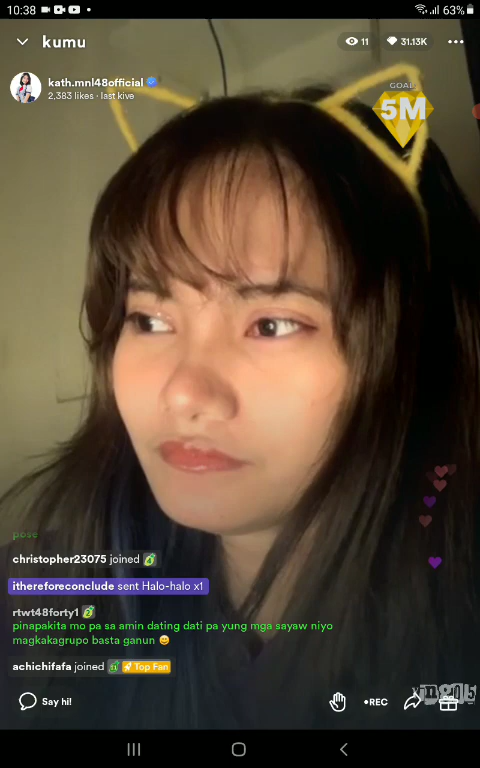 10:38
63%
kumu
11
31.13K
kath.mnl48official
2,383 likes · last kive
GOAL
5M
pose
christopher23075 joined
ithereforeconclude sent Halo-halo x1
rtwt48forty1
pinapakita mo pa sa amin dating dati pa yung mga sayaw niyo
magkakagrupo basta ganun 😄
achichifafa joined Top Fan
Say hi!
•REC